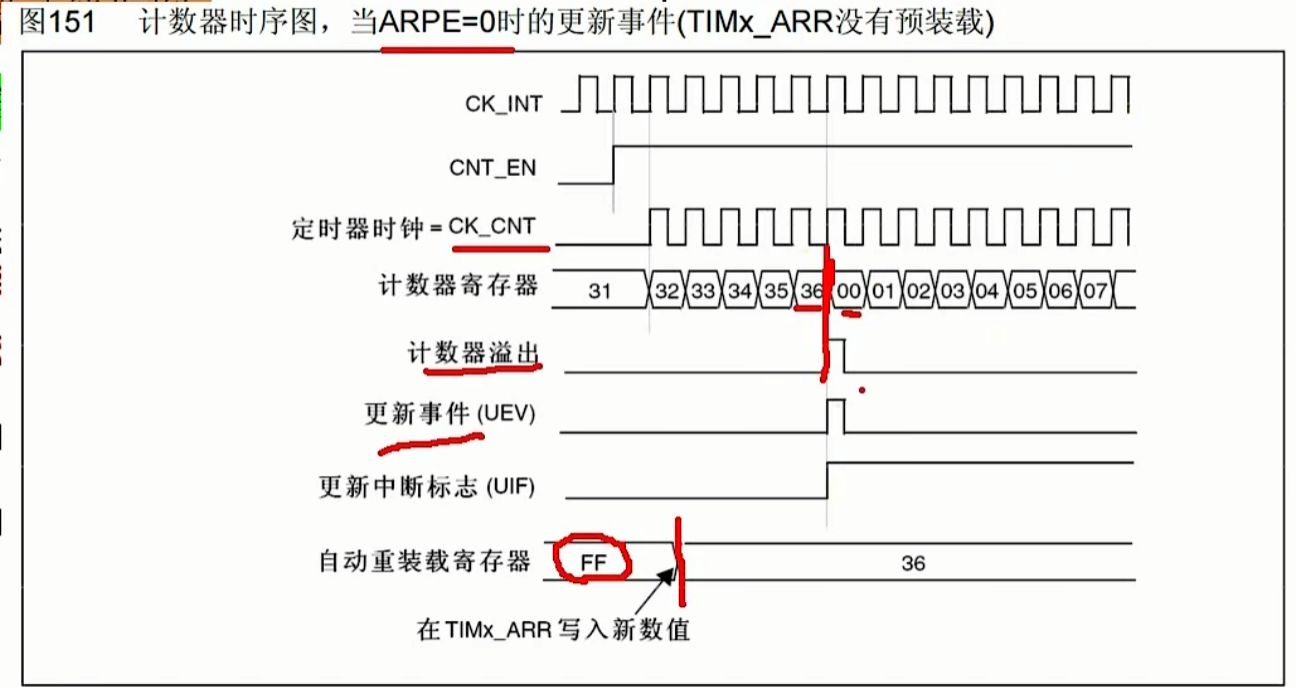 图151 计数器时序图，当ARPE=0时的更新事件(TIMx_ARR没有预装载)
CK_INT
CNT_EN
定时器时钟 = CK_CNT
计数器寄存器 31 32 33 34 35 36 00 01 02 03 04 05 06 07
计数器溢出
更新事件 (UEV)
更新中断标志 (UIF)
自动重装载寄存器 FF 36
在 TIMx_ARR 写入新数值